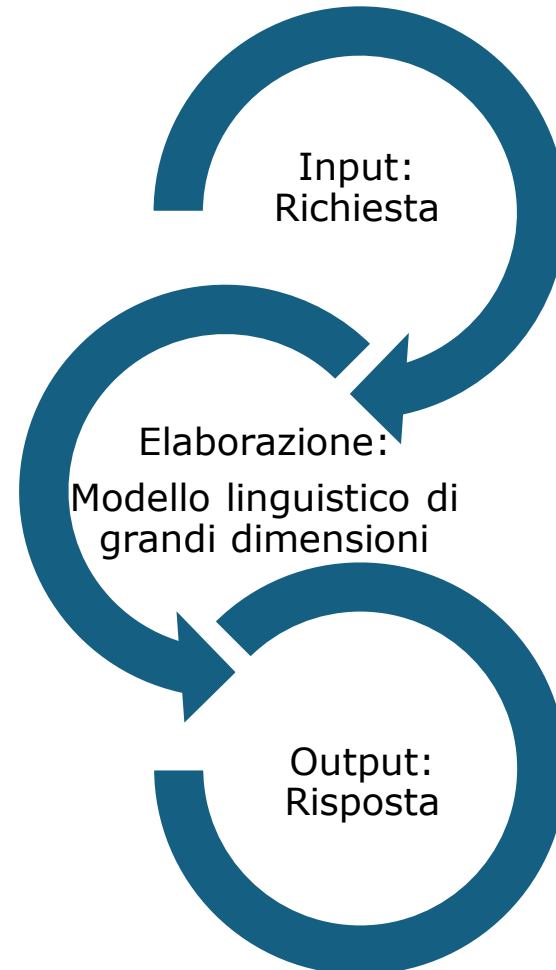 Input:
Richiesta
Elaborazione:
Modello linguistico di
grandi dimensioni
Output:
Risposta